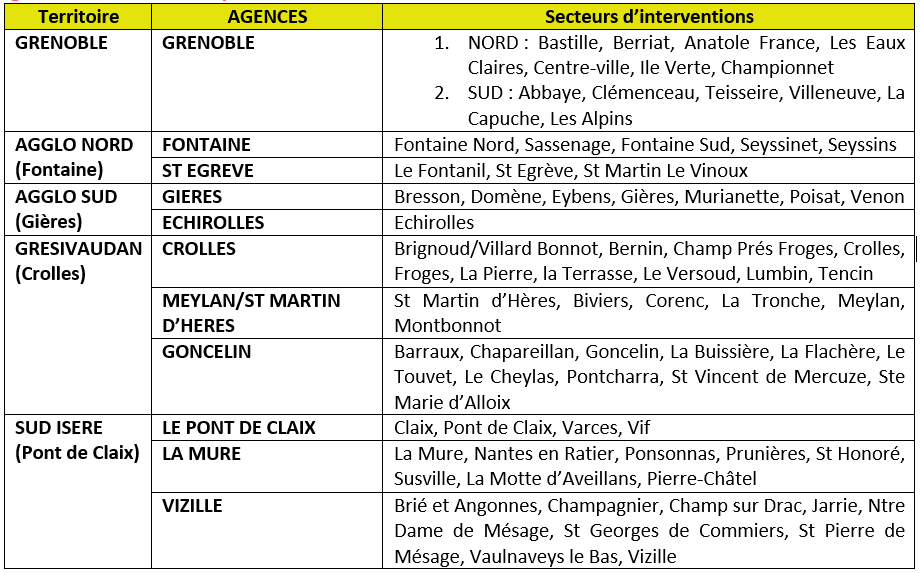 Territoire AGENCES Secteurs d’interventions
GRENOBLE GRENOBLE 1. NORD : Bastille, Berriat, Anatole France, Les Eaux
Claires, Centre-ville, Ile Verte, Championnet
2. SUD : Abbaye, Clémenceau, Teisseire, Villeneuve, La
Capuche, Les Alpins
AGGLO NORD FONTAINE Fontaine Nord, Sassenage, Fontaine Sud, Seyssinet, Seyssins
(Fontaine) ST EGREVE Le Fontanil, St Egrève, St Martin Le Vinoux
AGGLO SUD GIERES Bresson, Domène, Eybens, Gières, Murianette, Poisat, Venon
(Gières) ECHIROLLES Echirolles
GRESIVAUDAN CROLLES Brignoud/Villard Bonnot, Bernin, Champ Prés Froges, Crolles,
(Crolles) Froges, La Pierre, la Terrasse, Le Versoud, Lumbin, Tencin
MEYLAN/ST MARTIN St Martin d’Hères, Biviers, Corenc, La Tronche, Meylan,
D’HERES Montbonnot
GONCELIN Barraux, Chapareillan, Goncelin, La Buissière, La Flachère, Le
Touvet, Le Cheylas, Pontcharra, St Vincent de Mercuze, Ste
Marie d’Alloix
SUD ISERE LE PONT DE CLAIX Claix, Pont de Claix, Varces, Vif
(Pont de Claix) LA MURE La Mure, Nantes en Ratier, Ponsonnas, Prunières, St Honoré,
Susville, La Motte d’Aveillans, Pierre-Châtel
VIZILLE Brié et Angonnes, Champagnier, Champ sur Drac, Jarrie, Ntre
Dame de Mésage, St Georges de Commiers, St Pierre de
Mésage, Vaulnaveys le Bas, Vizille